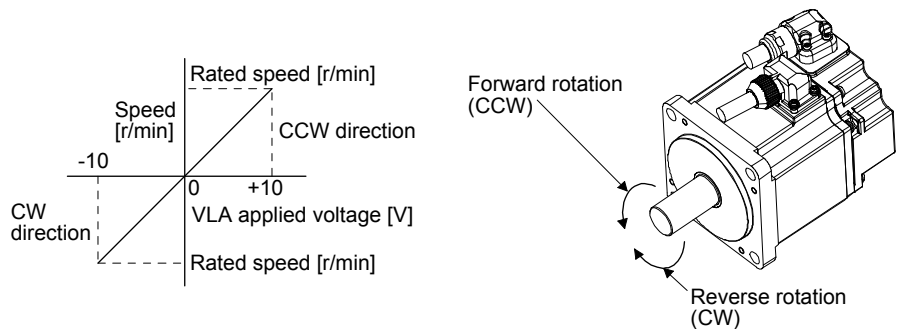 Rated speed [r/min]
Speed
[r/min]
CCW direction
-10
0
+10
CW
direction
VLA applied voltage [V]
Rated speed [r/min]
Forward rotation
(CCW)
Reverse rotation
(CW)